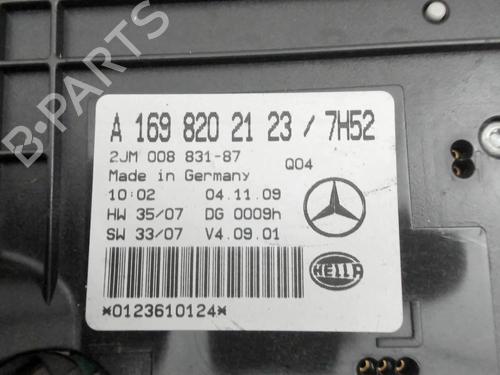 B-PARTS
A 169 820 21 23 / 7H52
2JM 008 831-87 Q04
Made in Germany
10:02 04.11.09
HW 35/07 DG 0009h
SW 33/07 V4.09.01
HELLA
*0123610124*